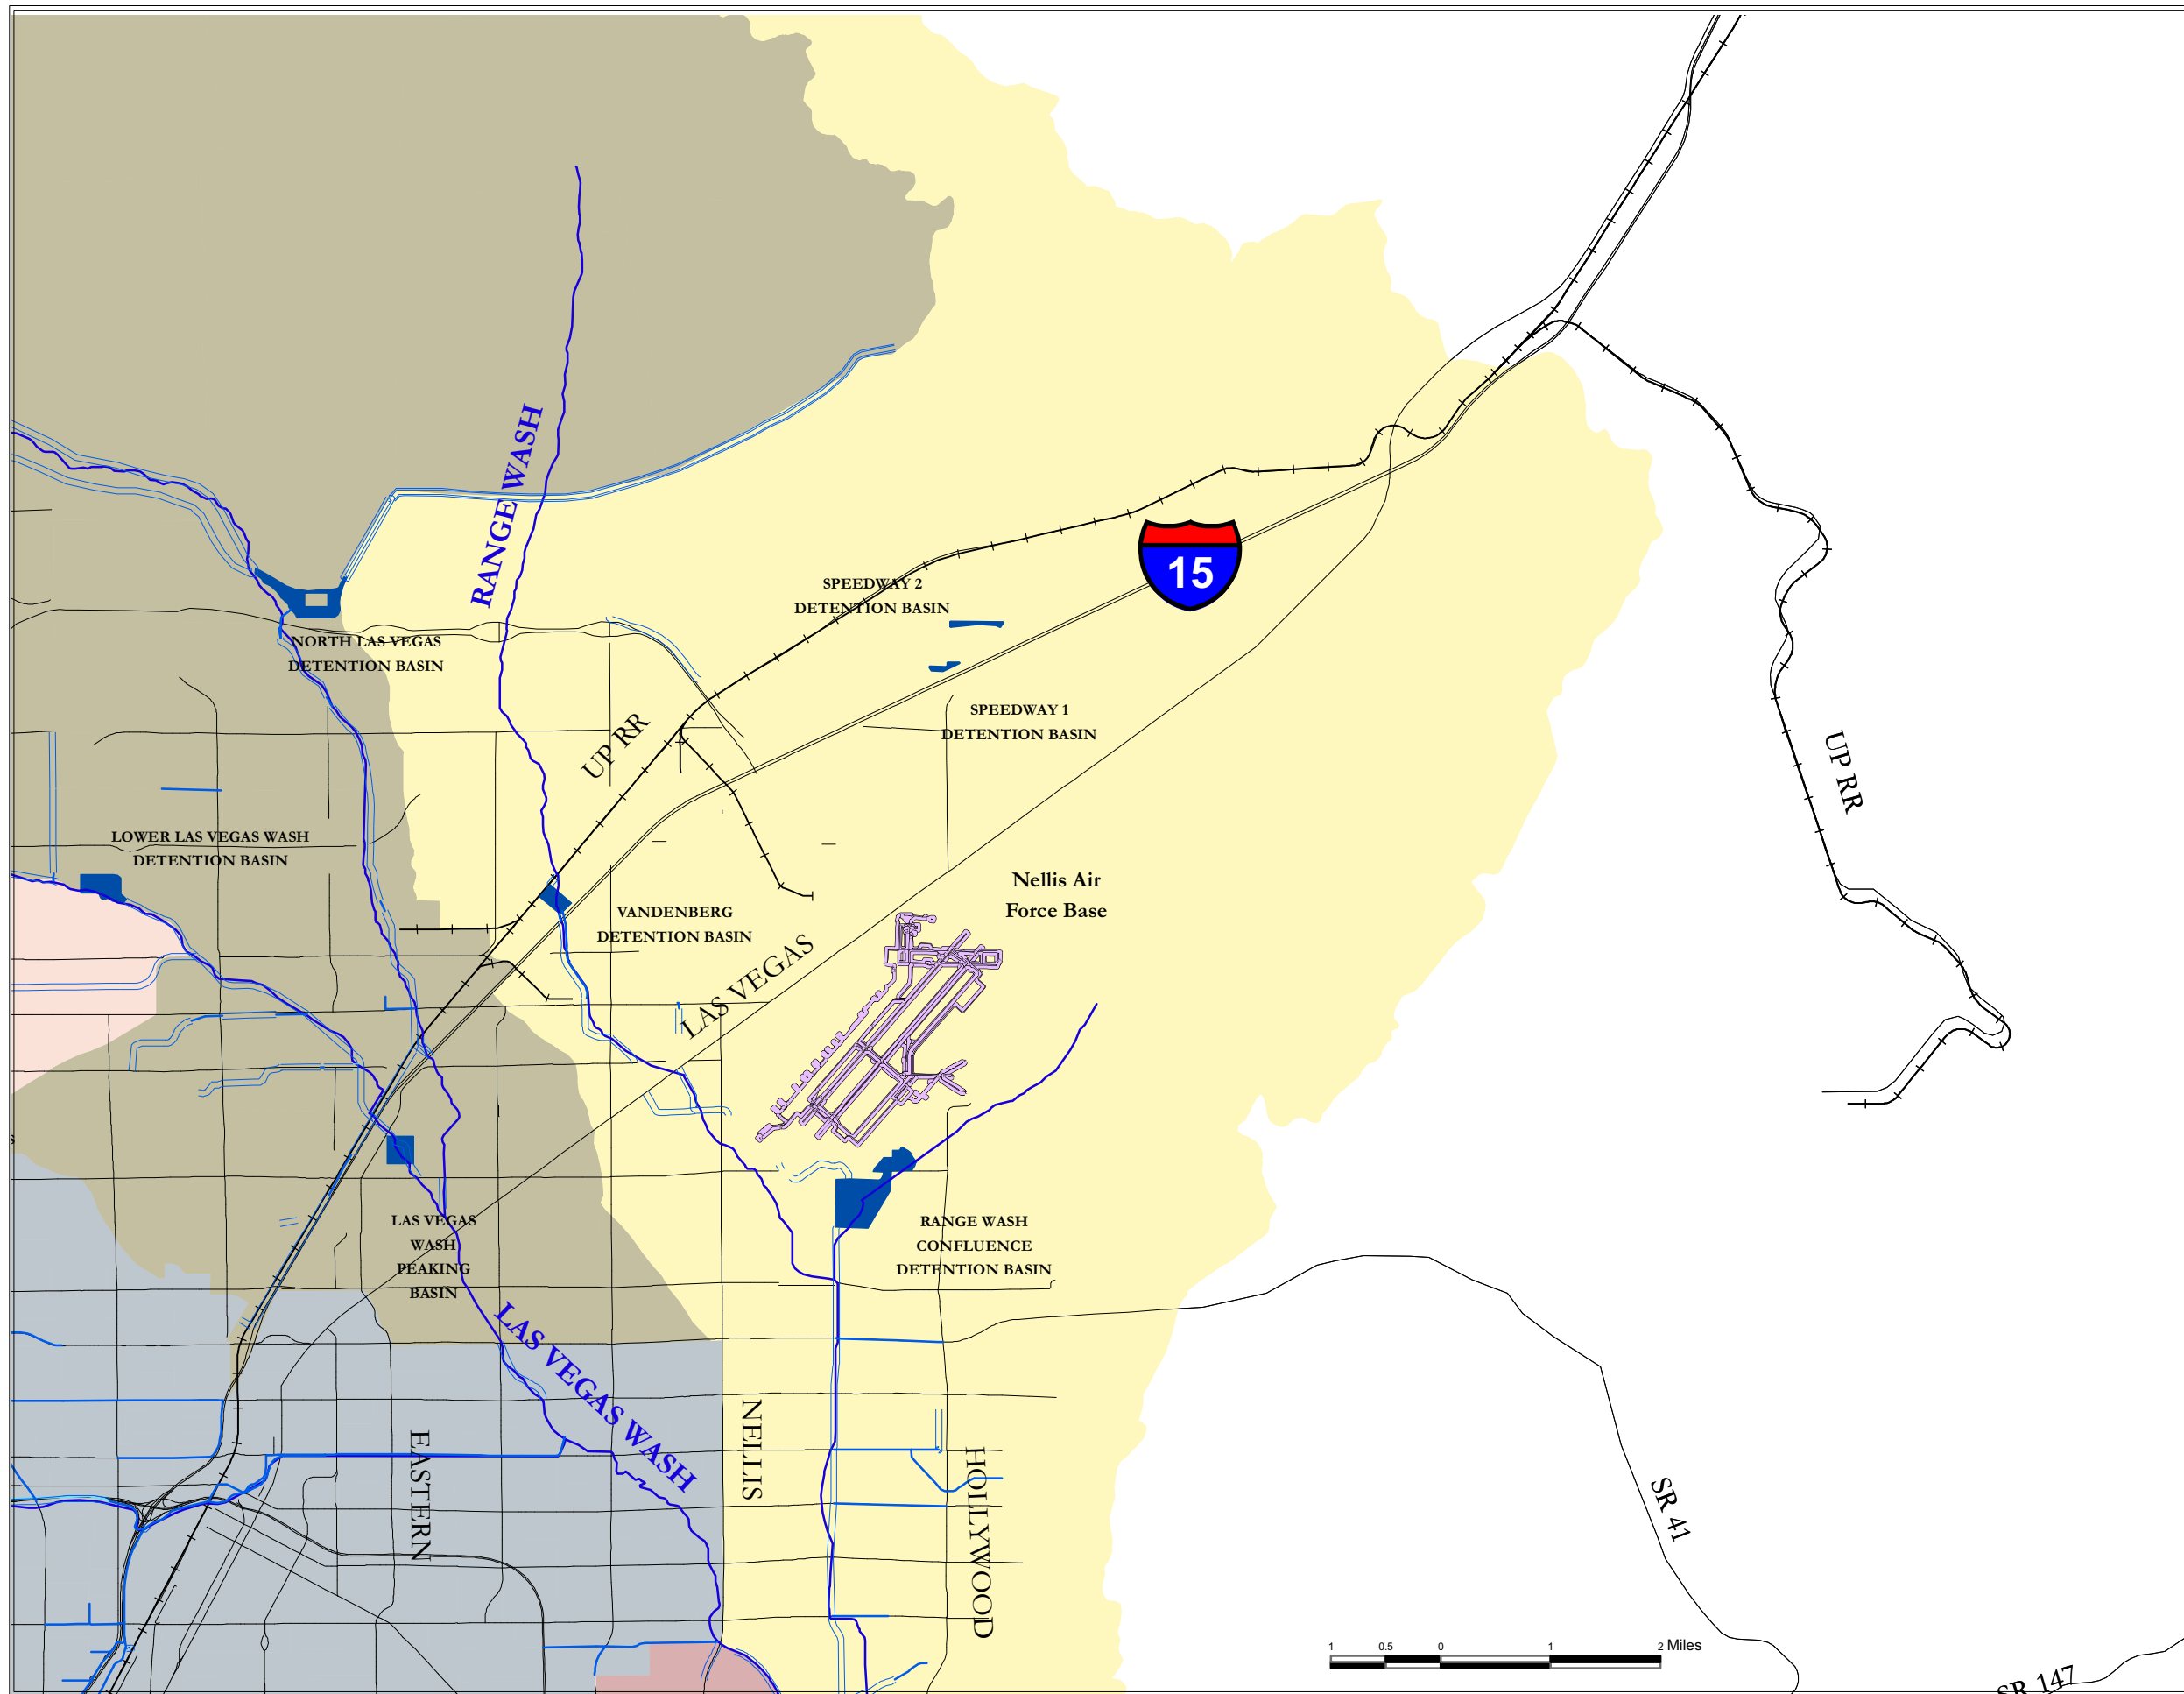 RANGE WASH
15
SPEEDWAY 2
DETENTION BASIN
NORTH LAS VEGAS
DETENTION BASIN
SPEEDWAY 1
DETENTION BASIN
UP RR
UP RR
LOWER LAS VEGAS WASH
DETENTION BASIN
Nellis Air
Force Base
VANDENBERG
DETENTION BASIN
LAS VEGAS
LAS VEGAS
WASH
PEAKING
BASIN
RANGE WASH
CONFLUENCE
DETENTION BASIN
LAS VEGAS WASH
EASTERN
NELLIS
HOLLYWOOD
SR 41
1 0.5 0 1 2 Miles
SR 147